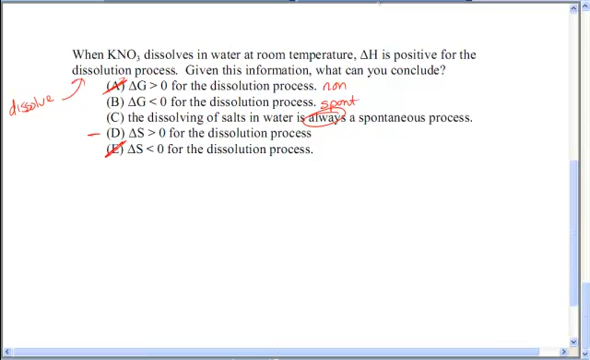 When KNO3 dissolves in water at room temperature, ΔH is positive for the
dissolution process. Given this information, what can you conclude?
dissolve
(A) ΔG > 0 for the dissolution process. non
(B) ΔG < 0 for the dissolution process. spont
(C) the dissolving of salts in water is always a spontaneous process.
(D) ΔS > 0 for the dissolution process
(E) ΔS < 0 for the dissolution process.